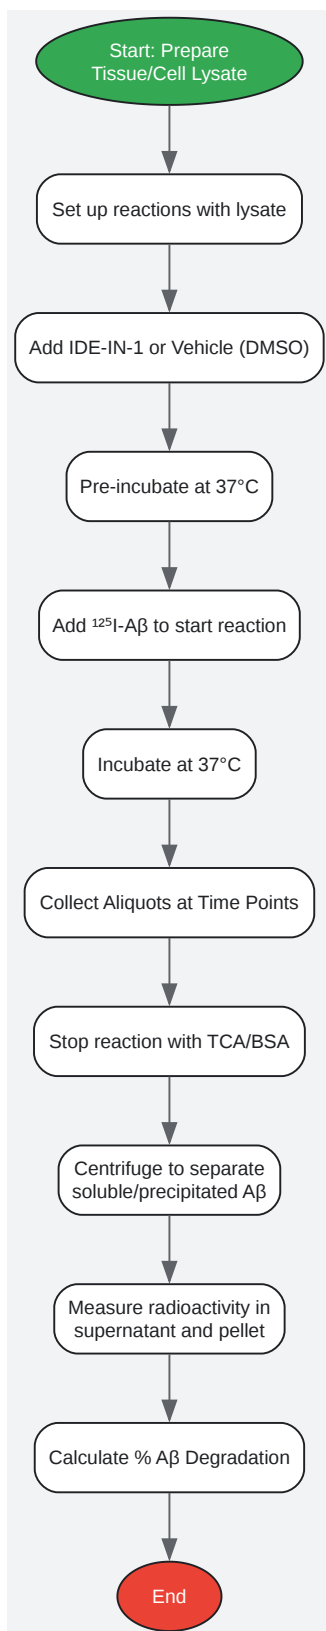 Start: Prepare
Tissue/Cell Lysate
Set up reactions with lysate
Add IDE-IN-1 or Vehicle (DMSO)
Pre-incubate at 37°C
Add ¹²⁵I-Aβ to start reaction
Incubate at 37°C
Collect Aliquots at Time Points
Stop reaction with TCA/BSA
Centrifuge to separate
soluble/precipitated Aβ
Measure radioactivity in
supernatant and pellet
Calculate % Aβ Degradation
End